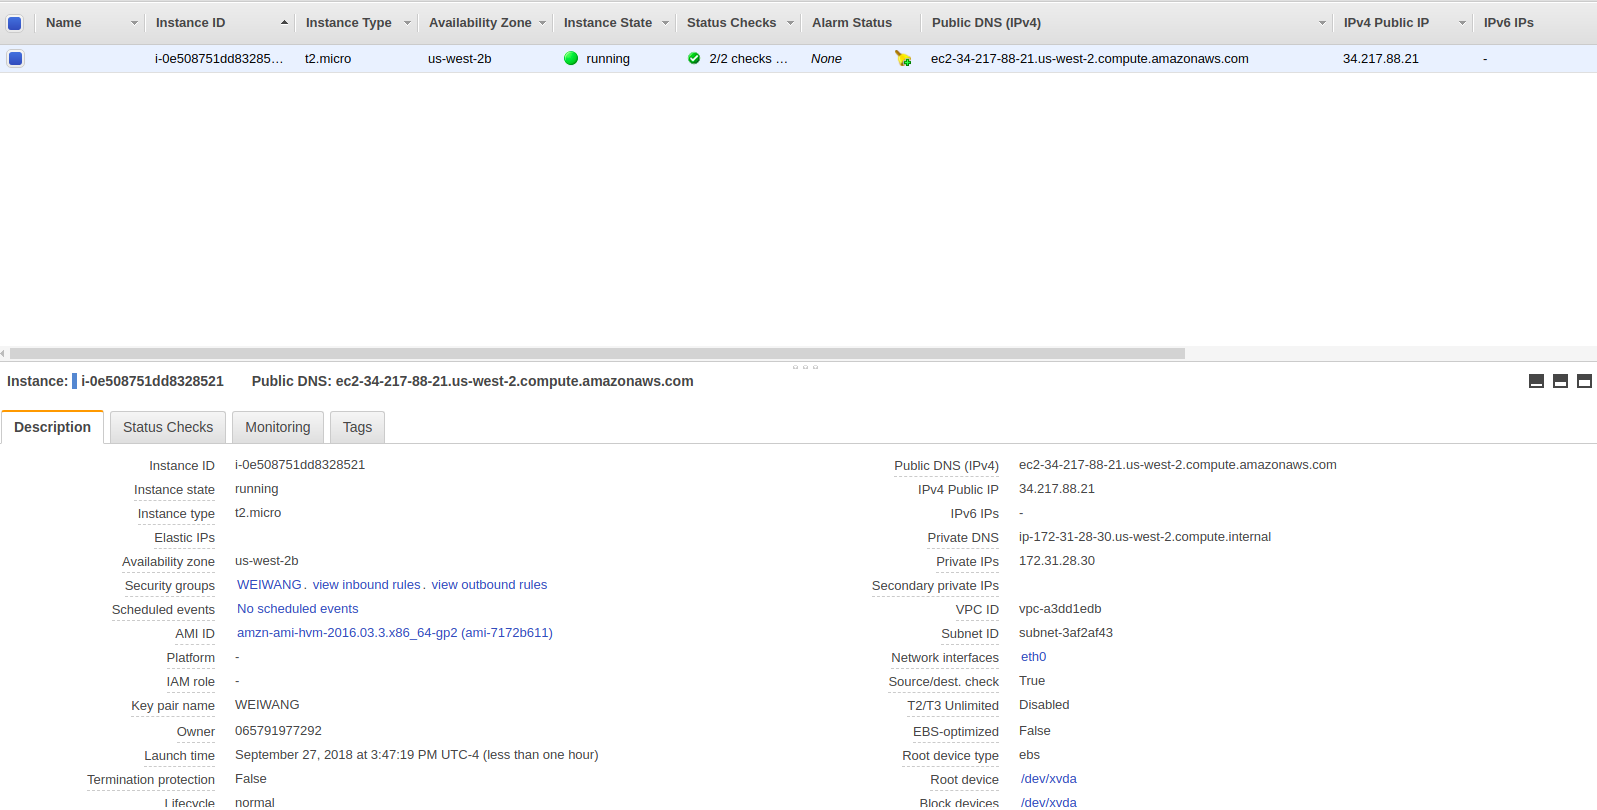 Name Instance ID Instance Type Availability Zone Instance State Status Checks Alarm Status Public DNS (IPv4) IPv4 Public IP IPv6 IPs
i-0e508751dd83285… t2.micro us-west-2b running 2/2 checks … None ec2-34-217-88-21.us-west-2.compute.amazonaws.com 34.217.88.21 -
Instance: i-0e508751dd8328521 Public DNS: ec2-34-217-88-21.us-west-2.compute.amazonaws.com
Description Status Checks Monitoring Tags
Instance ID i-0e508751dd8328521
Instance state running
Instance type t2.micro
Elastic IPs
Availability zone us-west-2b
Security groups WEIWANG. view inbound rules. view outbound rules
Scheduled events No scheduled events
AMI ID amzn-ami-hvm-2016.03.3.x86_64-gp2 (ami-7172b611)
Platform -
IAM role -
Key pair name WEIWANG
Owner 065791977292
Launch time September 27, 2018 at 3:47:19 PM UTC-4 (less than one hour)
Termination protection False
Lifecycle normal
Public DNS (IPv4) ec2-34-217-88-21.us-west-2.compute.amazonaws.com
IPv4 Public IP 34.217.88.21
IPv6 IPs -
Private DNS ip-172-31-28-30.us-west-2.compute.internal
Private IPs 172.31.28.30
Secondary private IPs
VPC ID vpc-a3dd1edb
Subnet ID subnet-3af2af43
Network interfaces eth0
Source/dest. check True
T2/T3 Unlimited Disabled
EBS-optimized False
Root device type ebs
Root device /dev/xvda
Block devices /dev/xvda